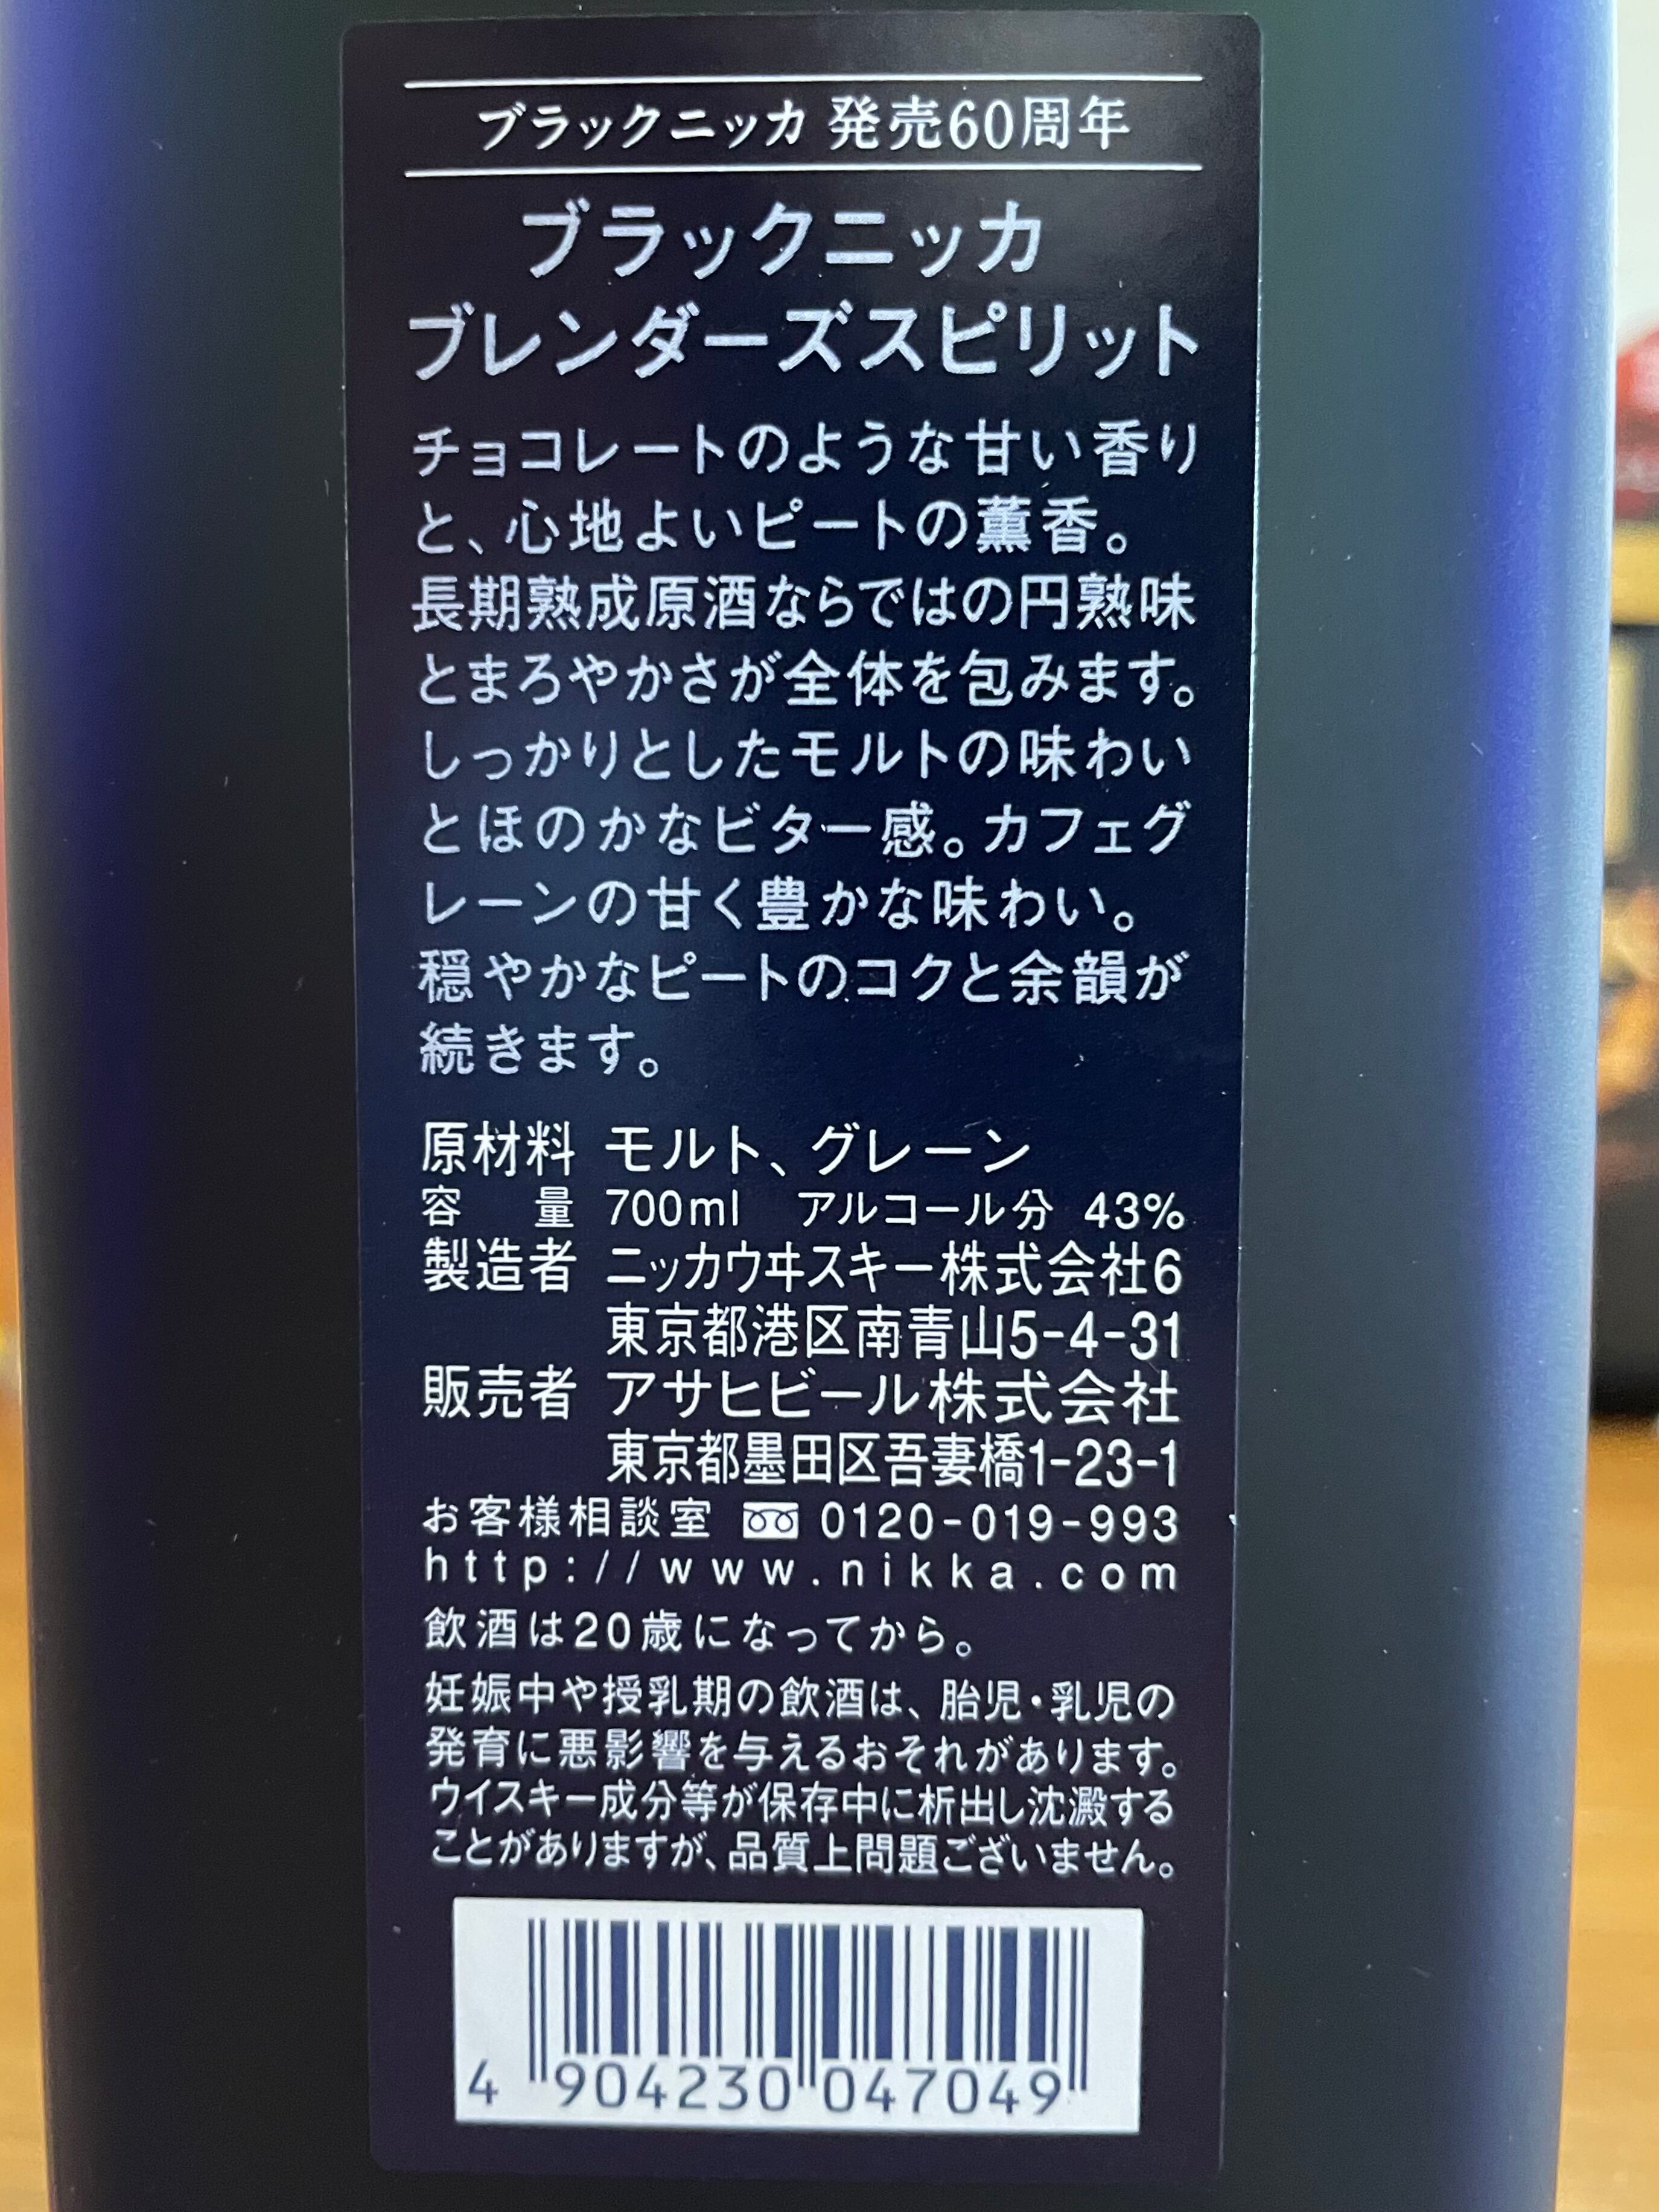 ブラックニッカ 発売60周年
ブラックニッカ
ブレンダーズスピリット
チョコレートのような甘い香り
と、心地よいピートの薫香。
長期熟成原酒ならではの円熟味
とまろやかさが全体を包みます。
しっかりとしたモルトの味わい
とほのかなビター感。カフェグ
レーンの甘く豊かな味わい。
穏やかなピートのコクと余韻が
続きます。
原材料 モルト、グレーン
容量 700ml アルコール分 43%
製造者 ニッカウヰスキー株式会社6
東京都港区南青山5-4-31
販売者 アサヒビール株式会社
東京都墨田区吾妻橋1-23-1
お客様相談室 0120-019-993
http://www.nikka.com
飲酒は20歳になってから。
妊娠中や授乳期の飲酒は、胎児・乳児の
発育に悪影響を与えるおそれがあります。
ウイスキー成分等が保存中に析出し沈澱する
ことがありますが、品質上問題ございません。
4 904230 047049